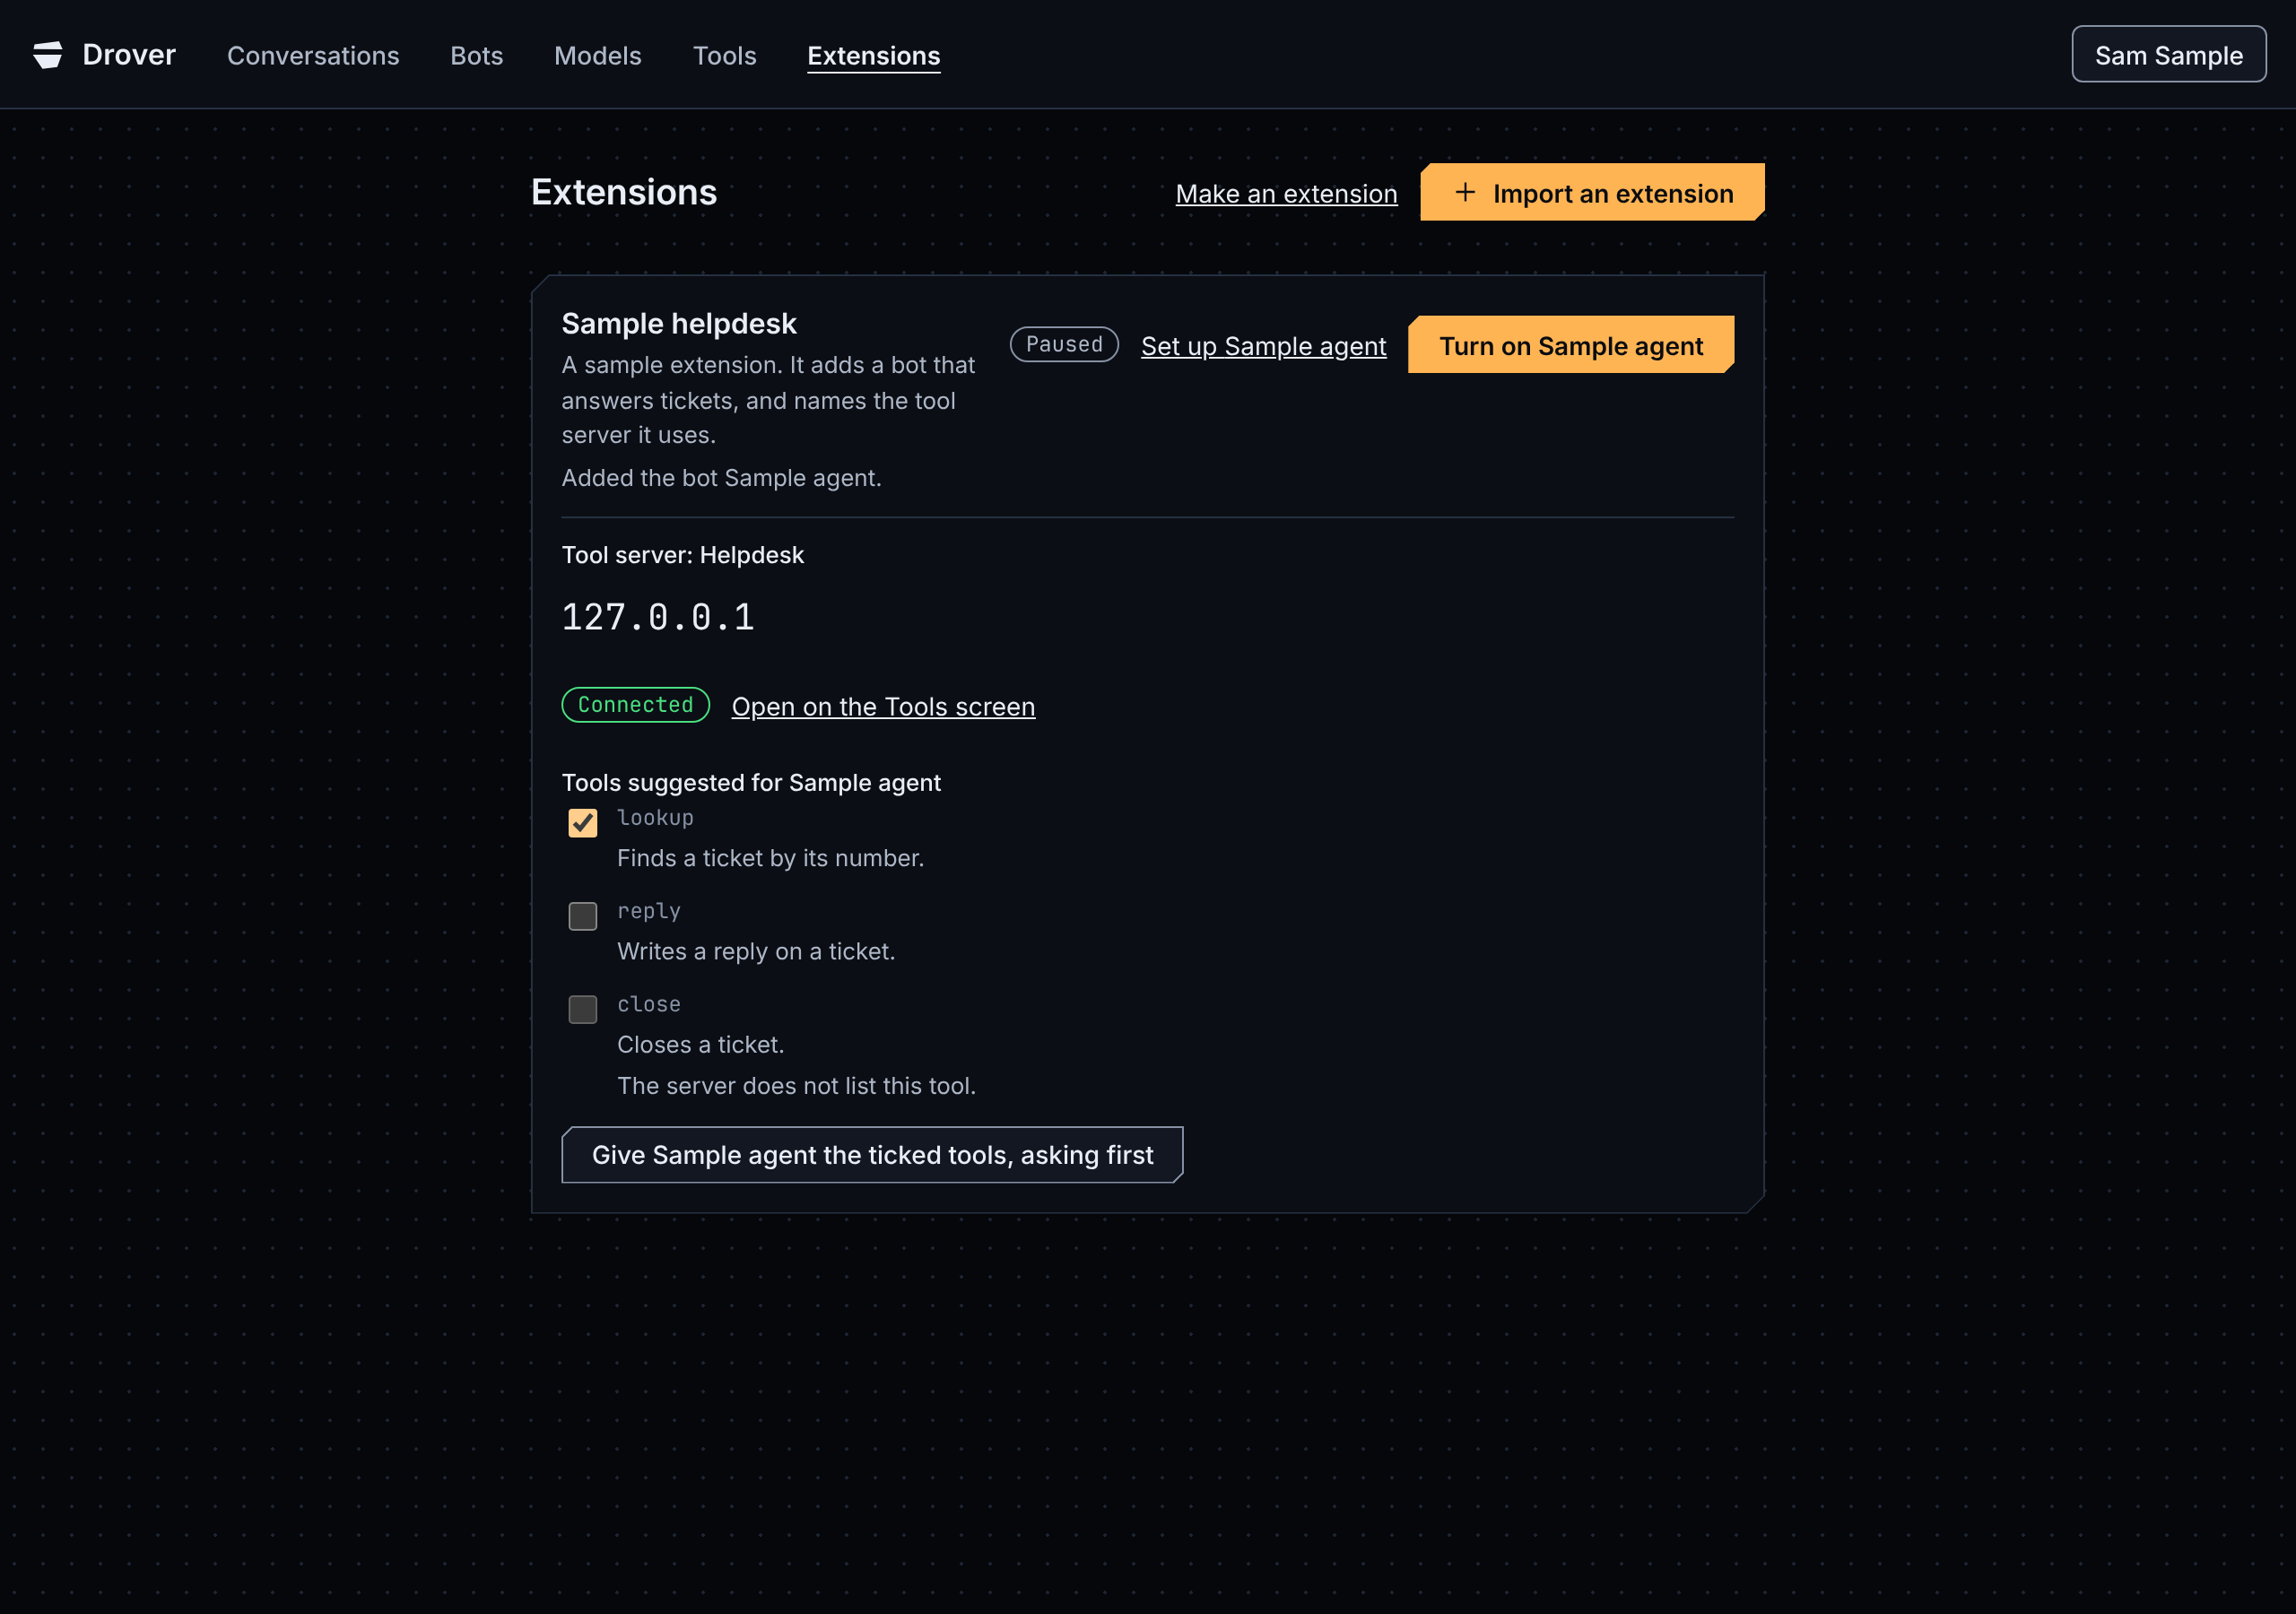 Drover
Conversations
Bots
Models
Tools
Extensions
Sam Sample
Extensions
Make an extension
Import an extension
Sample helpdesk
A sample extension. It adds a bot that
answers tickets, and names the tool
server it uses.
Added the bot Sample agent.
Paused
Set up Sample agent
Turn on Sample agent
Tool server: Helpdesk
127.0.0.1
Connected
Open on the Tools screen
Tools suggested for Sample agent
lookup
Finds a ticket by its number.
reply
Writes a reply on a ticket.
close
Closes a ticket.
The server does not list this tool.
Give Sample agent the ticked tools, asking first